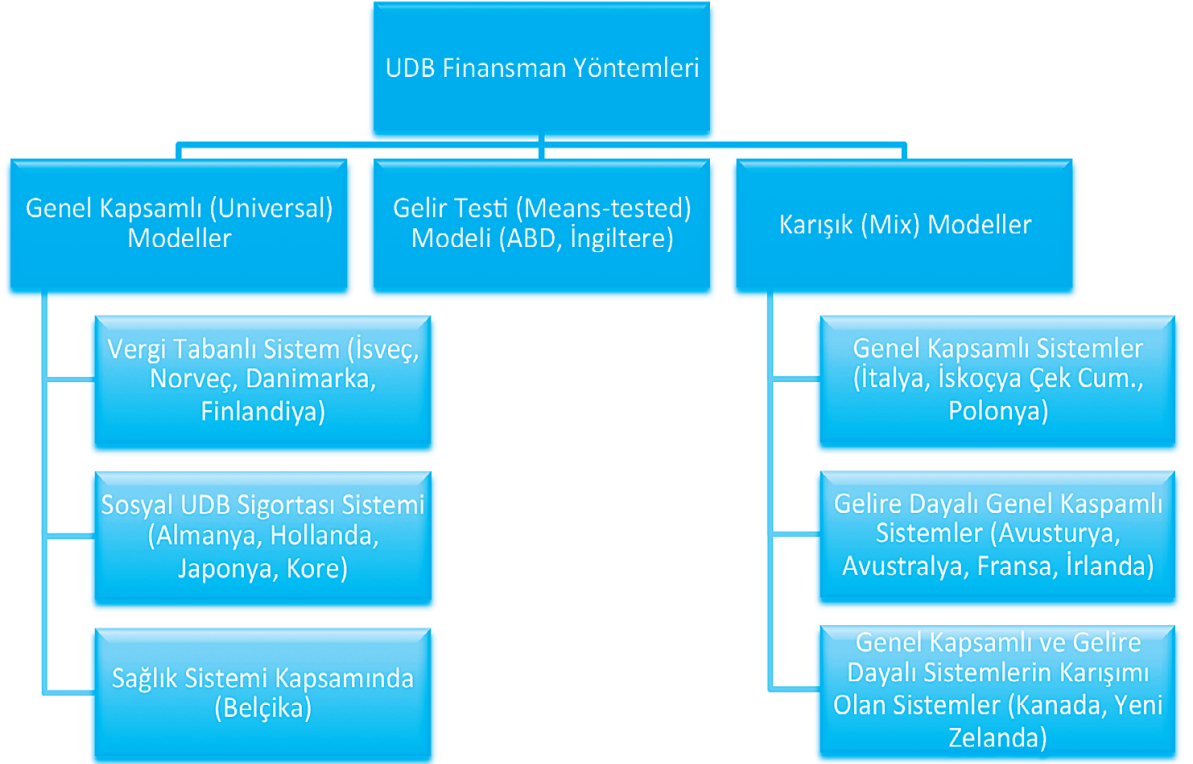 UDB Finansman Yöntemleri
Genel Kapsamlı (Universal)
Modeller
Gelir Testi (Means-tested)
Modeli (ABD, İngiltere)
Karışık (Mix) Modeller
Vergi Tabanlı Sistem (İsveç,
Norveç, Danimarka,
Finlandiya)
Sosyal UDB Sigortası Sistemi
(Almanya, Hollanda,
Japonya, Kore)
Sağlık Sistemi Kapsamında
(Belçika)
Genel Kapsamlı Sistemler
(İtalya, İskoçya Çek Cum.,
Polonya)
Gelire Dayalı Genel Kaspamlı
Sistemler (Avusturya,
Avustralya, Fransa, İrlanda)
Genel Kapsamlı ve Gelire
Dayalı Sistemlerin Karışımı
Olan Sistemler (Kanada, Yeni
Zelanda)